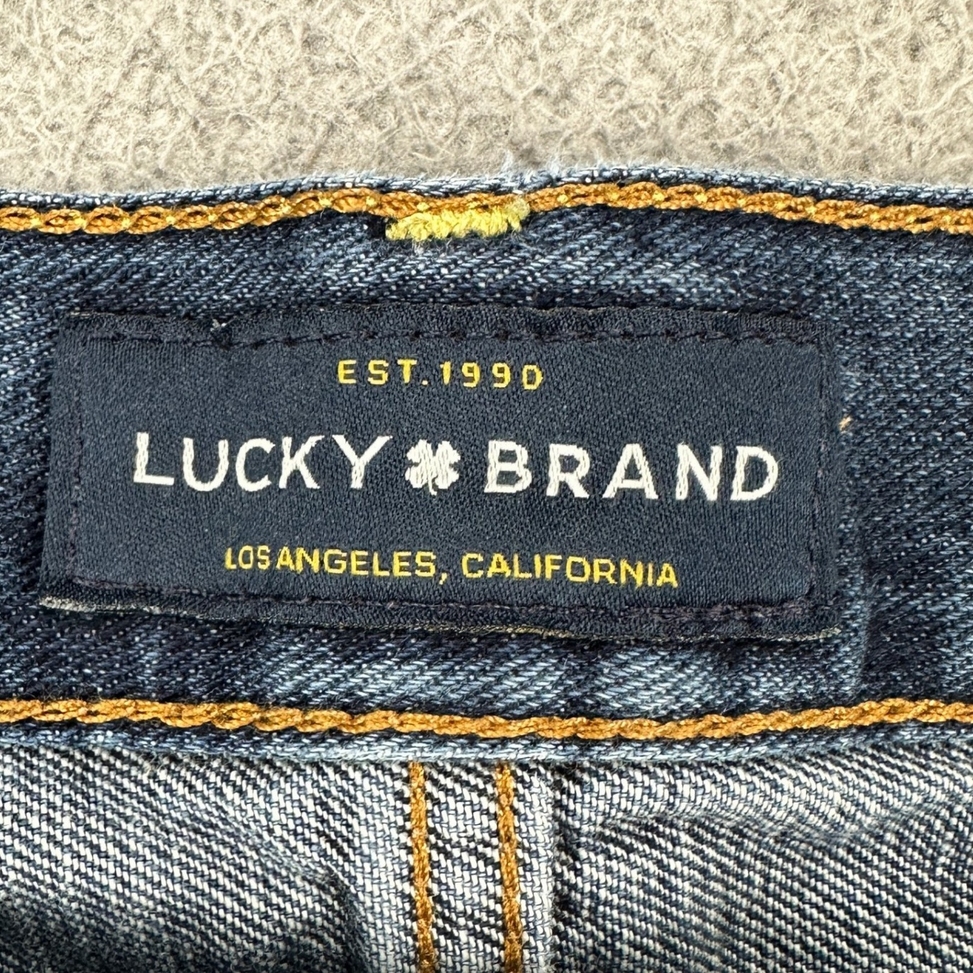 EST. 1990
LUCKY BRAND
LOS ANGELES, CALIFORNIA